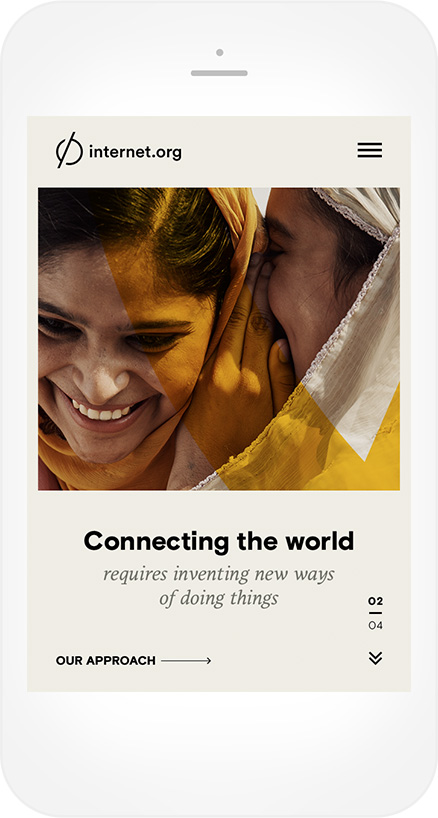 internet.org
Connecting the world
requires inventing new ways
of doing things
02
04
OUR APPROACH